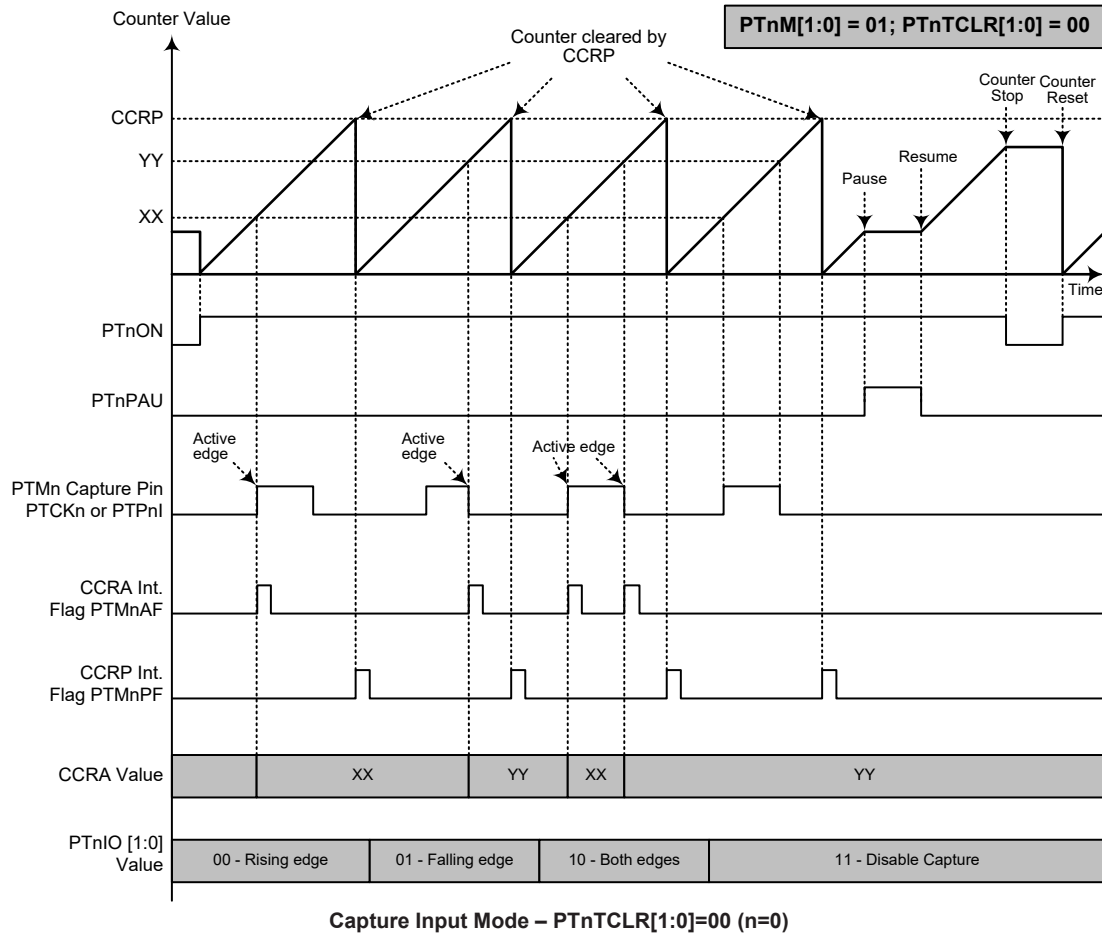 Counter Value
PTnM[1:0] = 01; PTnTCLR[1:0] = 00
Counter cleared by
CCRP
Counter
Stop
Counter
Reset
CCRP
YY
XX
Pause
Resume
Time
PTnON
PTnPAU
Active
edge
Active
edge
Active edge
PTMn Capture Pin
PTCKn or PTPnI
CCRA Int.
Flag PTMnAF
CCRP Int.
Flag PTMnPF
CCRA Value
XX
YY
XX
YY
PTnIO [1:0]
Value
00 - Rising edge
01 - Falling edge
10 - Both edges
11 - Disable Capture
Capture Input Mode – PTnTCLR[1:0]=00 (n=0)